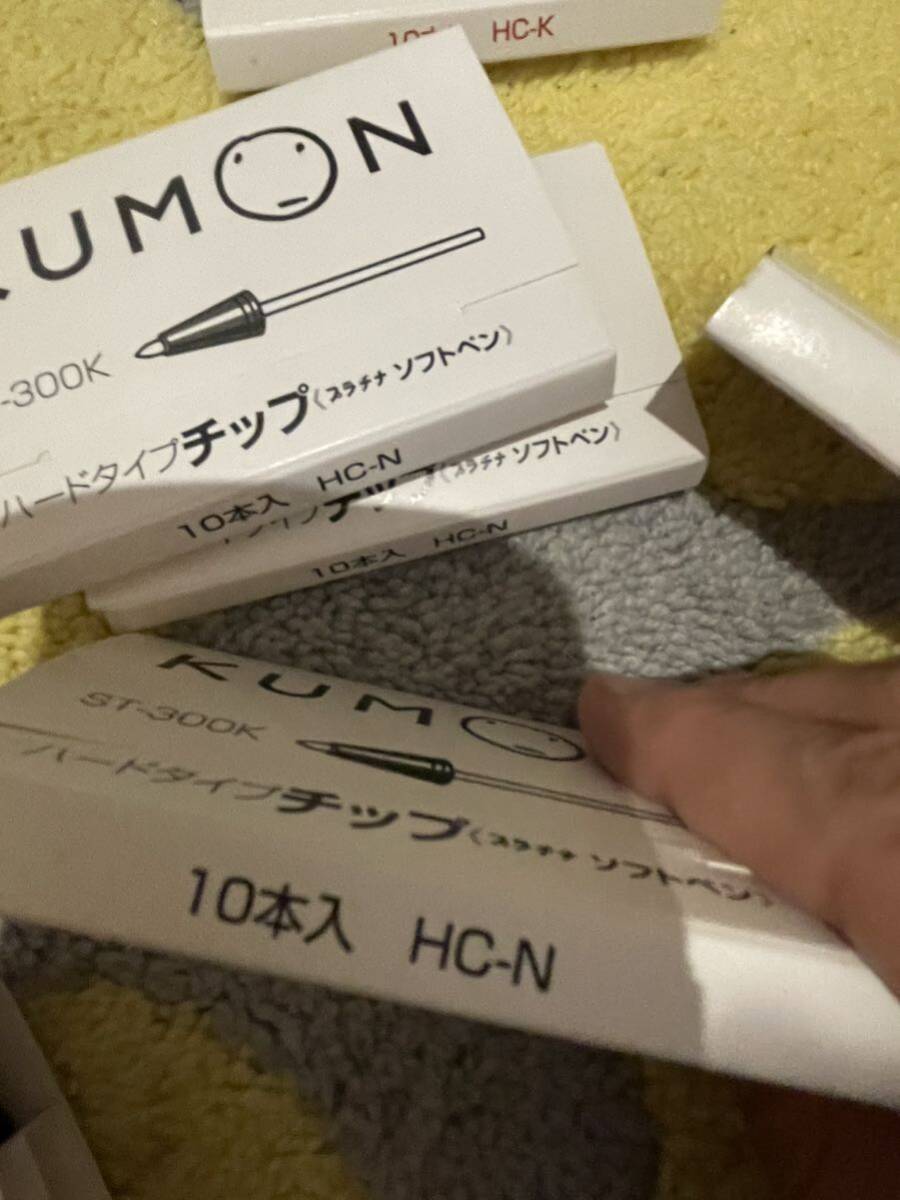 HC-K
KUMON
-300K
ハードタイプチップ〈プラチナ ソフトペン〉
10本入 HC-N
チップ〈プラチナ ソフトペン〉
10本入 HC-N
KUMON
ST-300K
ハードタイプチップ〈プラチナ ソフトペン〉
10本入 HC-N